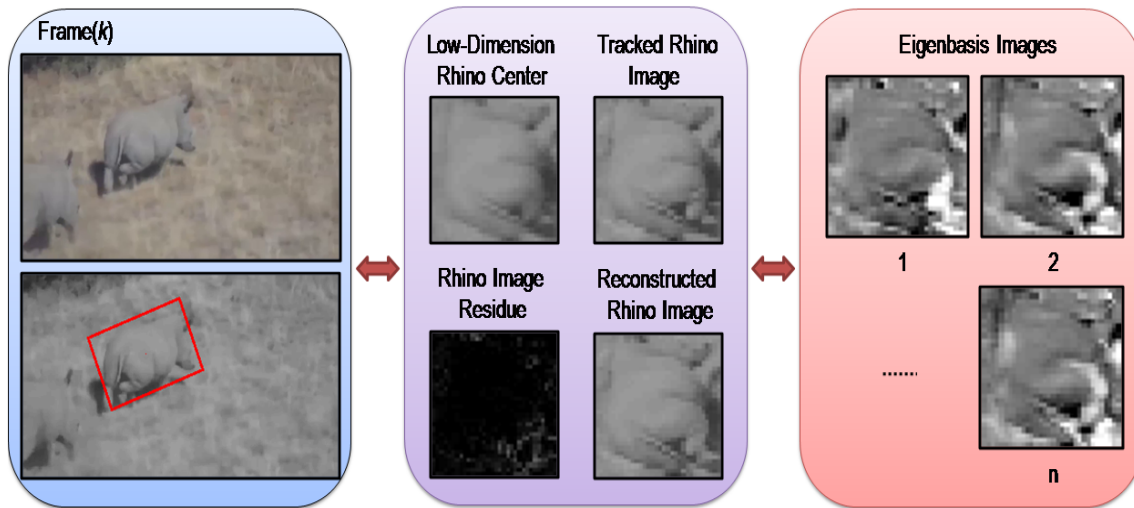 Frame(k)
Low-Dimension
Rhino Center
Tracked Rhino
Image
Rhino Image
Residue
Reconstructed
Rhino Image
Eigenbasis Images
1
2
.......
n